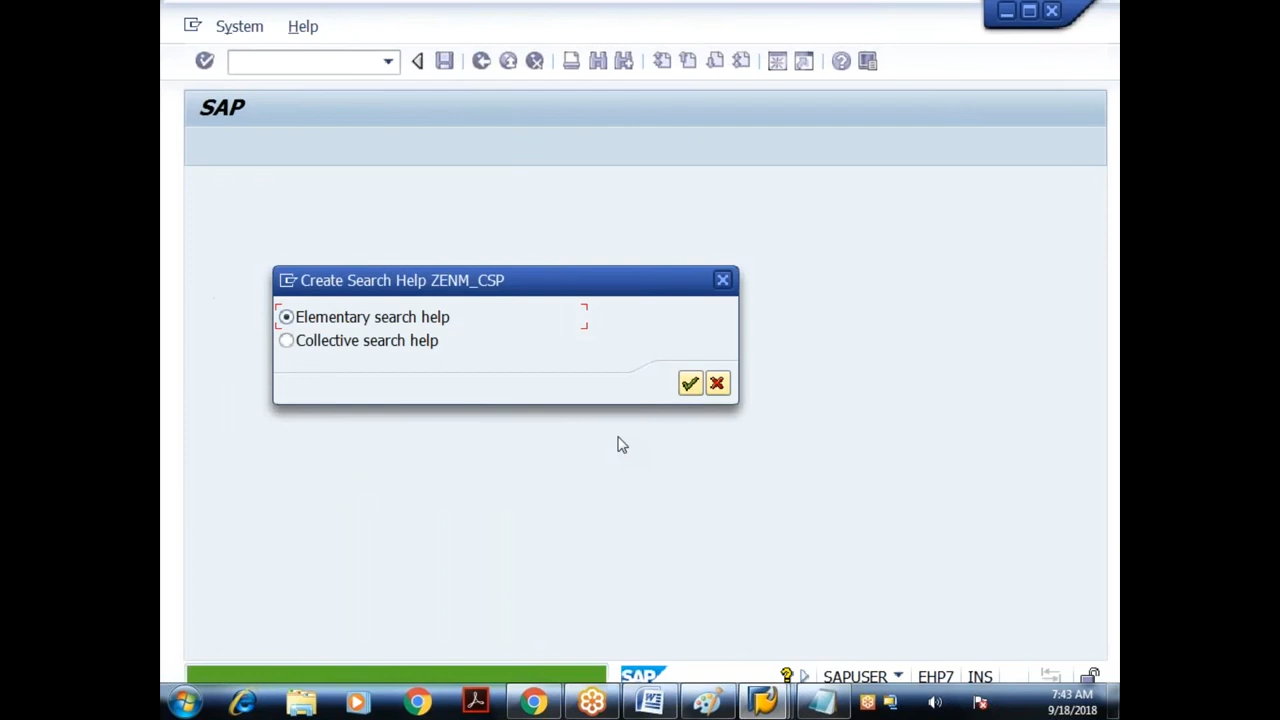 System Help
SAP
Create Search Help ZENM_CSP
Elementary search help
Collective search help
SAP
SAPUSER EHP7 INS
7:43 AM
9/18/2018